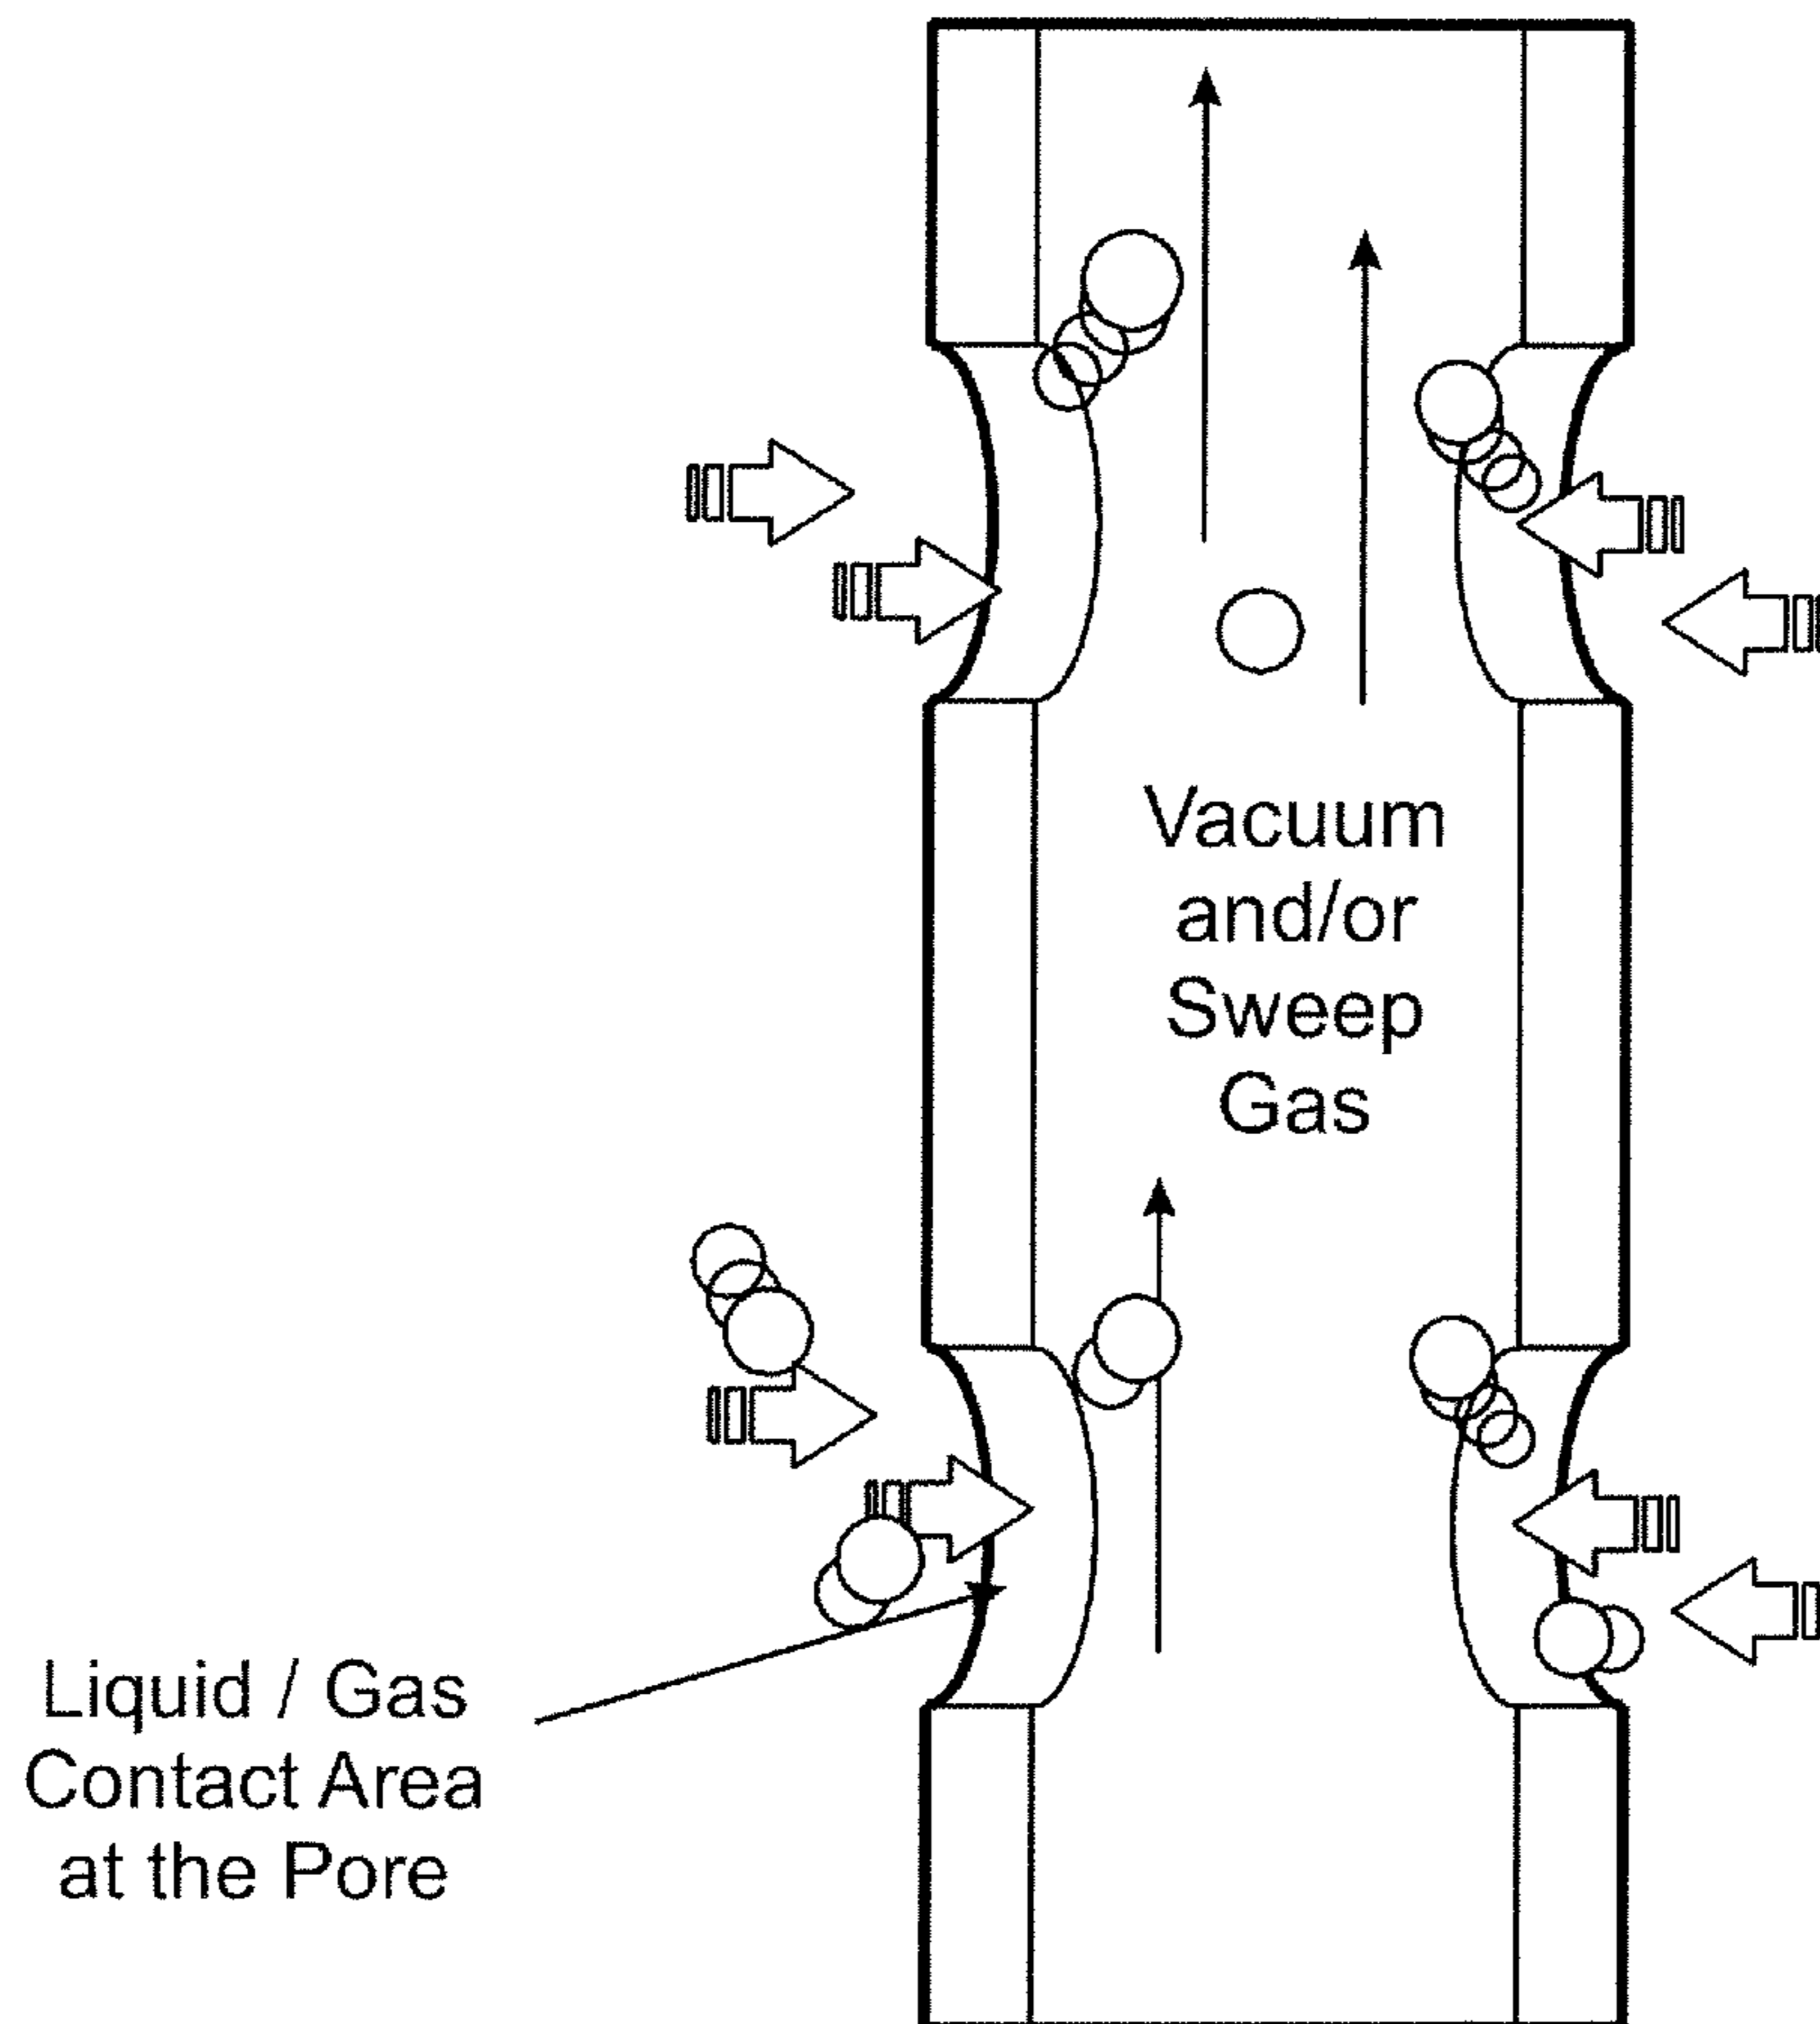 Vacuum
and/or
Sweep
Gas
Liquid / Gas
Contact Area
at the Pore